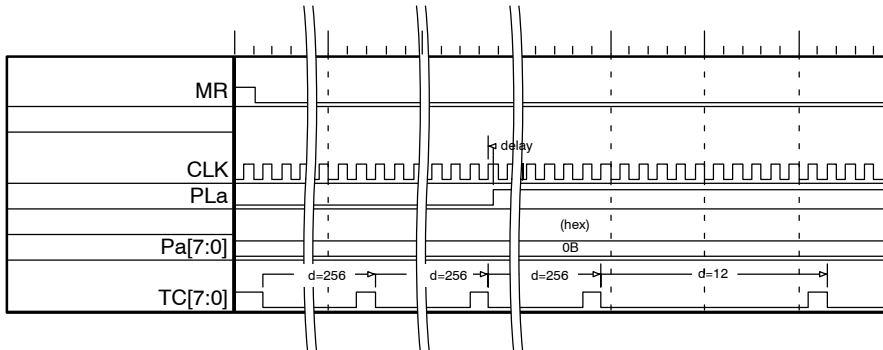 MR
delay
CLK
PLa
(hex)
Pa[7:0] 0B
d=256 d=256 d=256 d=12
TC[7:0]